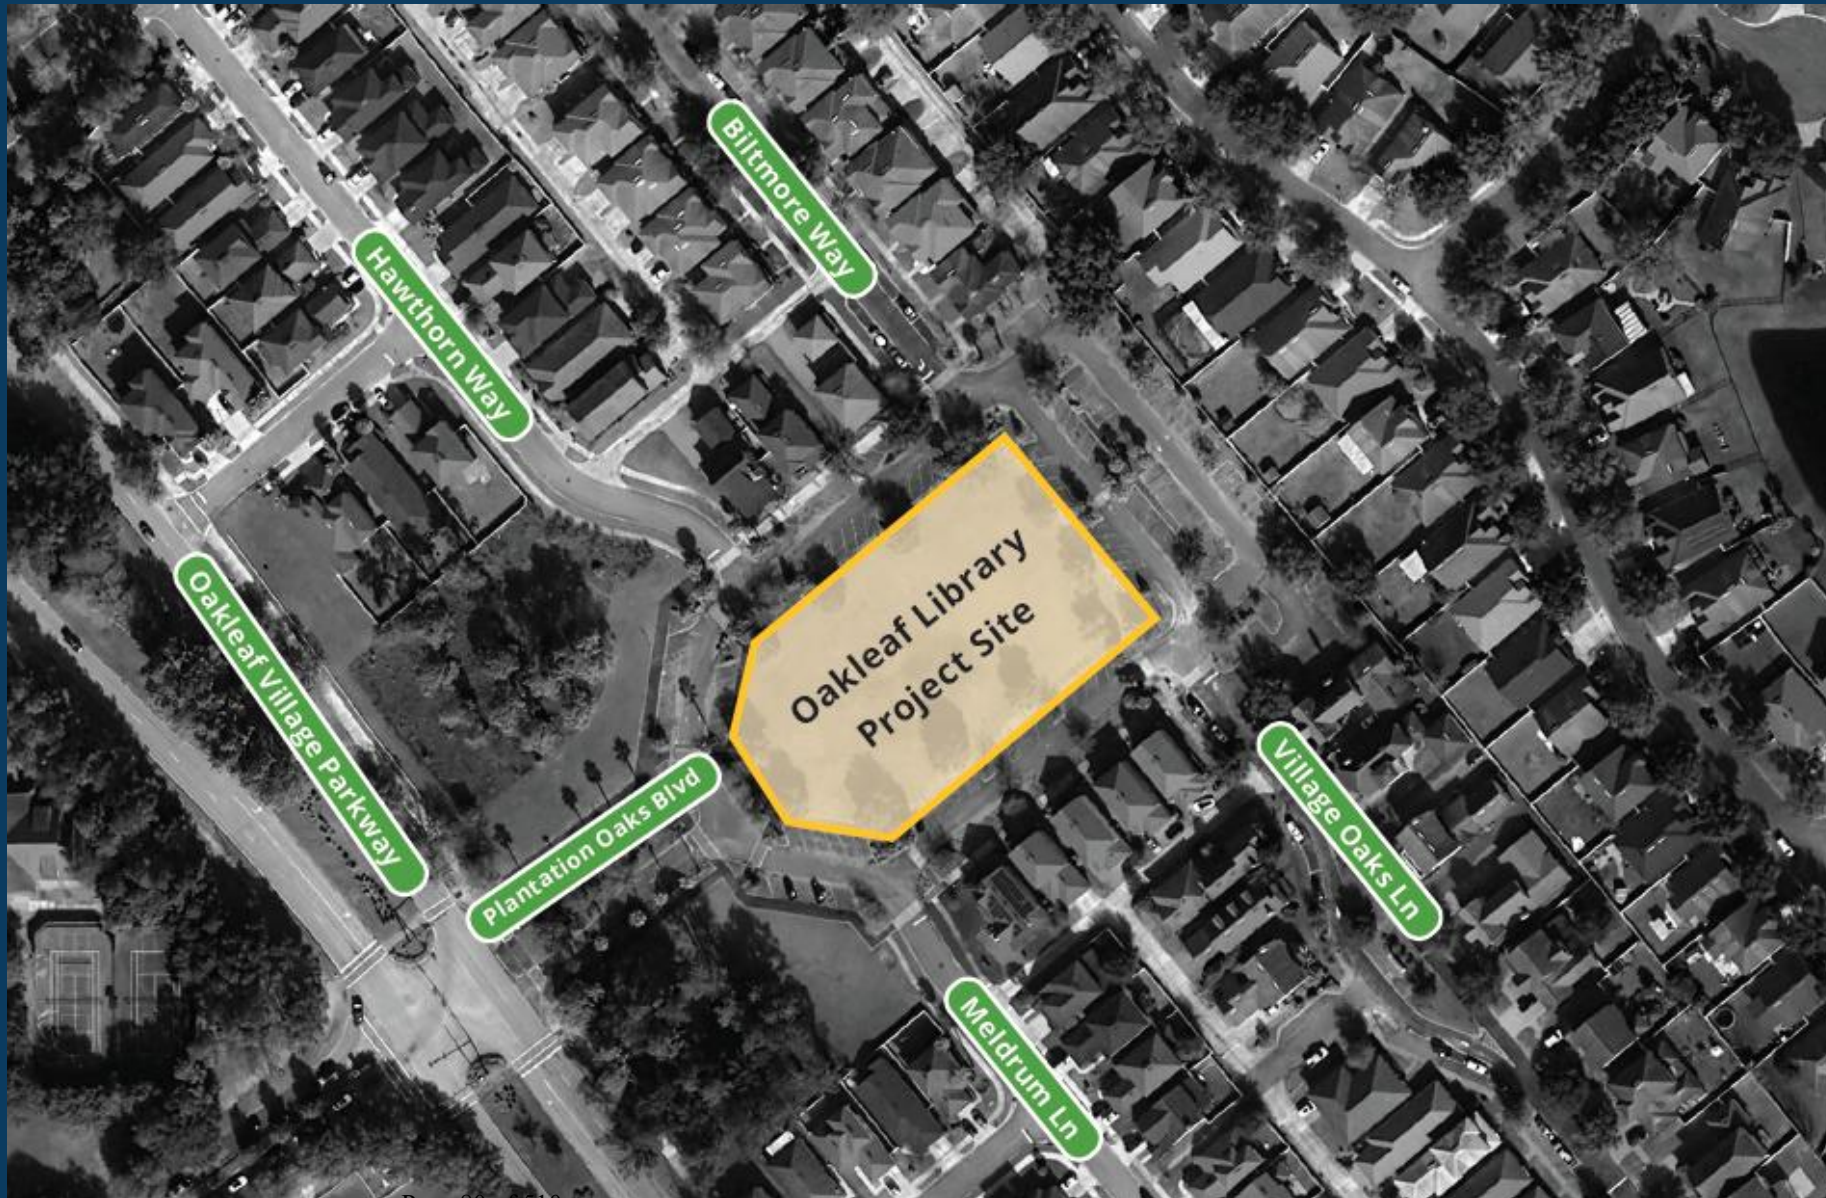 Biltmore Way
Hawthorn Way
Oakleaf Library
Project Site
Oakleaf Village Parkway
Plantation Oaks Blvd
Village Oaks Ln
Meldrum Ln